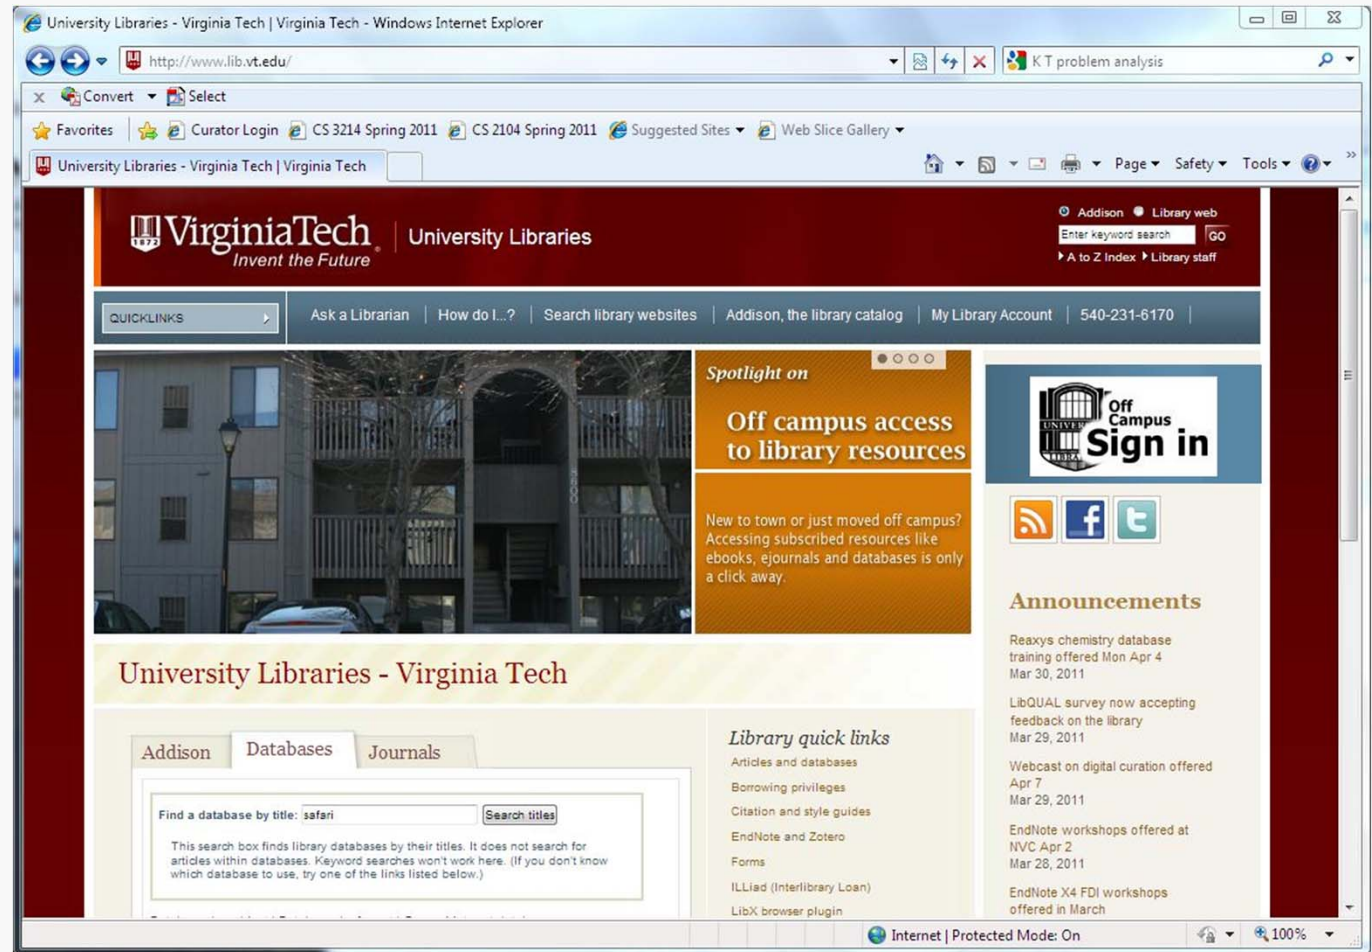 University Libraries - Virginia Tech | Virginia Tech - Windows Internet Explorer
http://www.lib.vt.edu/
K T problem analysis
x Convert Select
Favorites Curator Login CS 3214 Spring 2011 CS 2104 Spring 2011 Suggested Sites Web Slice Gallery
University Libraries - Virginia Tech | Virginia Tech
Page Safety Tools
VirginiaTech
1872
Invent the Future
University Libraries
Addison Library web
Enter keyword search GO
A to Z Index Library staff
QUICKLINKS
Ask a Librarian | How do I...? | Search library websites | Addison, the library catalog | My Library Account | 540-231-6170 |
Spotlight on
Off campus access
to library resources
New to town or just moved off campus?
Accessing subscribed resources like
ebooks, ejournals and databases is only
a click away.
Off
Campus
Sign in
Announcements
Reaxys chemistry database
training offered Mon Apr 4
Mar 30, 2011
LibQUAL survey now accepting
feedback on the library
Mar 29, 2011
Webcast on digital curation offered
Apr 7
Mar 29, 2011
EndNote workshops offered at
NVC Apr 2
Mar 28, 2011
EndNote X4 FDI workshops
offered in March
University Libraries - Virginia Tech
Addison Databases Journals
Find a database by title: safari Search titles
This search box finds library databases by their titles. It does not search for
articles within databases. Keyword searches won't work here. (If you don't know
which database to use, try one of the links listed below.)
Library quick links
Articles and databases
Borrowing privileges
Citation and style guides
EndNote and Zotero
Forms
ILLiad (Interlibrary Loan)
LibX browser plugin
Internet | Protected Mode: On
100%